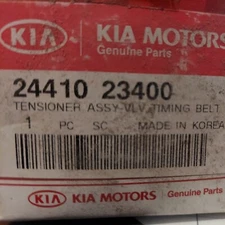 KIA KIA MOTORS
Genuine Parts
24410 23400
TENSIONER ASSY-VLV TIMING BELT
1 PC SC MADE IN KOREA
KIA KIA MOTORS Genuine Parts